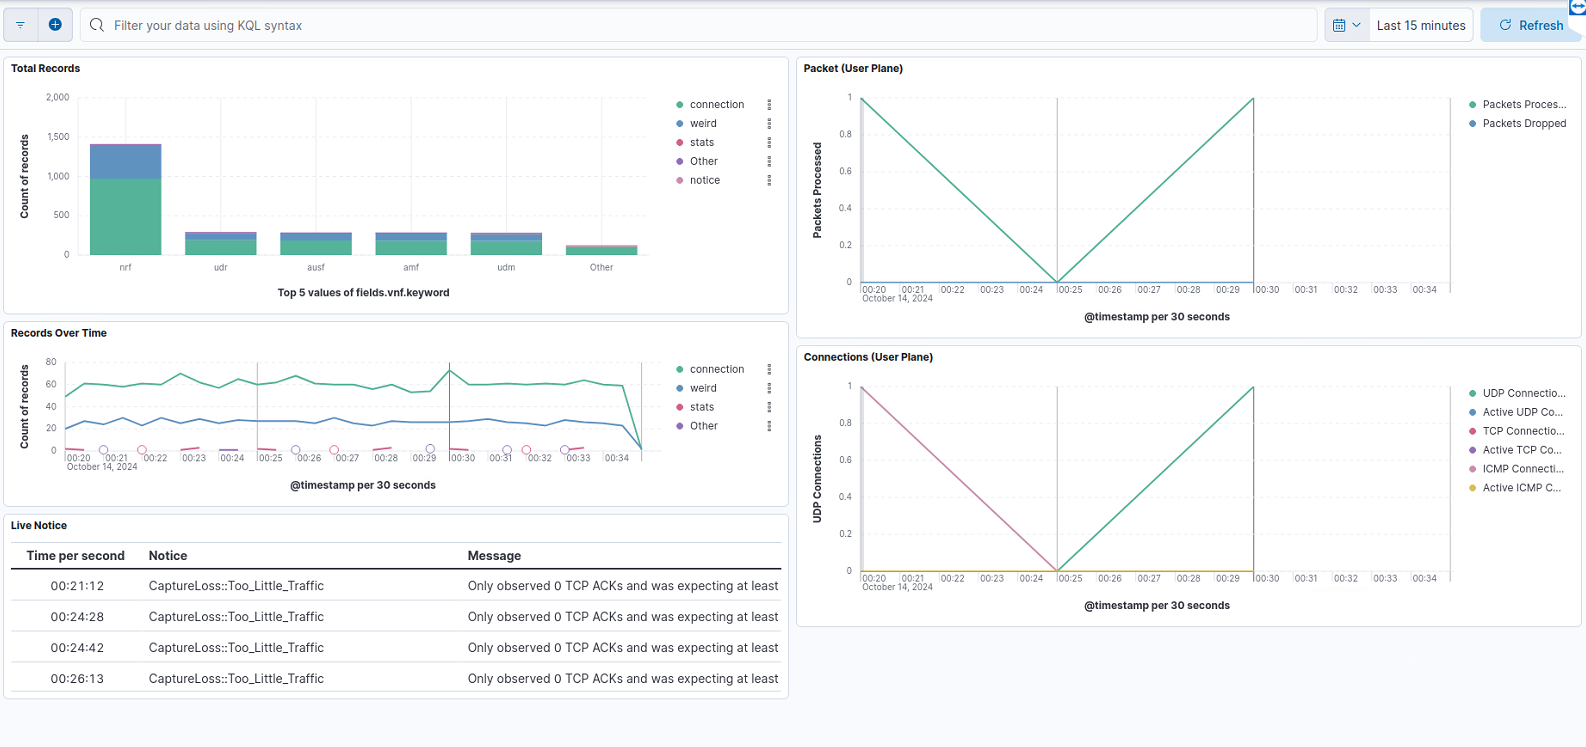 Filter your data using KQL syntax
Last 15 minutes
Refresh
Total Records
Count of records
2,000
1,500
1,000
500
0
nrf udr ausf amf udm Other
Top 5 values of fields.vnf.keyword
connection
weird
stats
Other
notice
Records Over Time
Count of records
80
60
40
20
0
00:20 00:21 00:22 00:23 00:24 00:25 00:26 00:27 00:28 00:29 00:30 00:31 00:32 00:33 00:34
October 14, 2024
@timestamp per 30 seconds
connection
weird
stats
Other
Live Notice
Time per second Notice Message
00:21:12 CaptureLoss::Too_Little_Traffic Only observed 0 TCP ACKs and was expecting at least
00:24:28 CaptureLoss::Too_Little_Traffic Only observed 0 TCP ACKs and was expecting at least
00:24:42 CaptureLoss::Too_Little_Traffic Only observed 0 TCP ACKs and was expecting at least
00:26:13 CaptureLoss::Too_Little_Traffic Only observed 0 TCP ACKs and was expecting at least
Packet (User Plane)
Packets Processed
1
0.8
0.6
0.4
0.2
0
00:20 00:21 00:22 00:23 00:24 00:25 00:26 00:27 00:28 00:29 00:30 00:31 00:32 00:33 00:34
October 14, 2024
@timestamp per 30 seconds
Packets Proces...
Packets Dropped
Connections (User Plane)
UDP Connections
1
0.8
0.6
0.4
0.2
0
00:20 00:21 00:22 00:23 00:24 00:25 00:26 00:27 00:28 00:29 00:30 00:31 00:32 00:33 00:34
October 14, 2024
@timestamp per 30 seconds
UDP Connectio...
Active UDP Co...
TCP Connectio...
Active TCP Co...
ICMP Connecti...
Active ICMP C...